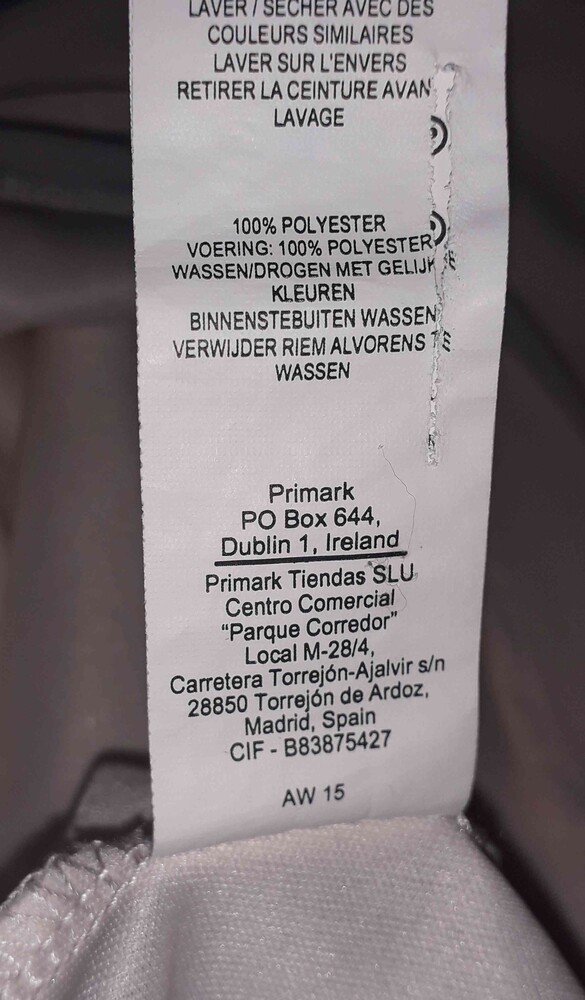 LAVER / SÉCHER AVEC DES
COULEURS SIMILAIRES
LAVER SUR L'ENVERS
RETIRER LA CEINTURE AVAN
LAVAGE
100% POLYESTER
VOERING: 100% POLYESTER
WASSEN/DROGEN MET GELIJK
KLEUREN
BINNENSTEBUITEN WASSEN
VERWIJDER RIEM ALVORENS TE
WASSEN
Primark
PO Box 644,
Dublin 1, Ireland
Primark Tiendas SLU
Centro Comercial
“Parque Corredor”
Local M-28/4,
Carretera Torrejón-Ajalvir s/n
28850 Torrejón de Ardoz,
Madrid, Spain
CIF - B83875427
AW 15